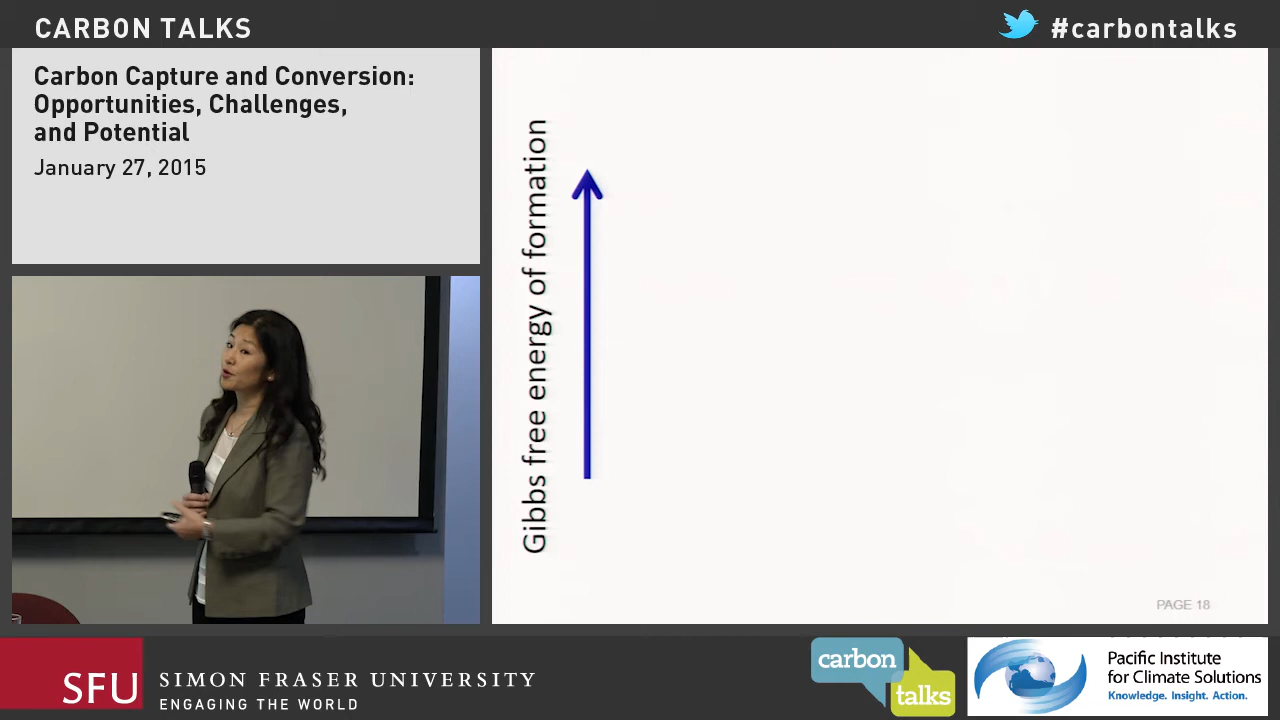 CARBON TALKS
#carbontalks
Carbon Capture and Conversion:
Opportunities, Challenges,
and Potential
January 27, 2015
Gibbs free energy of formation
PAGE 18
SFU
SIMON FRASER UNIVERSITY
ENGAGING THE WORLD
carbon
talks
Pacific Institute
for Climate Solutions
Knowledge. Insight. Action.